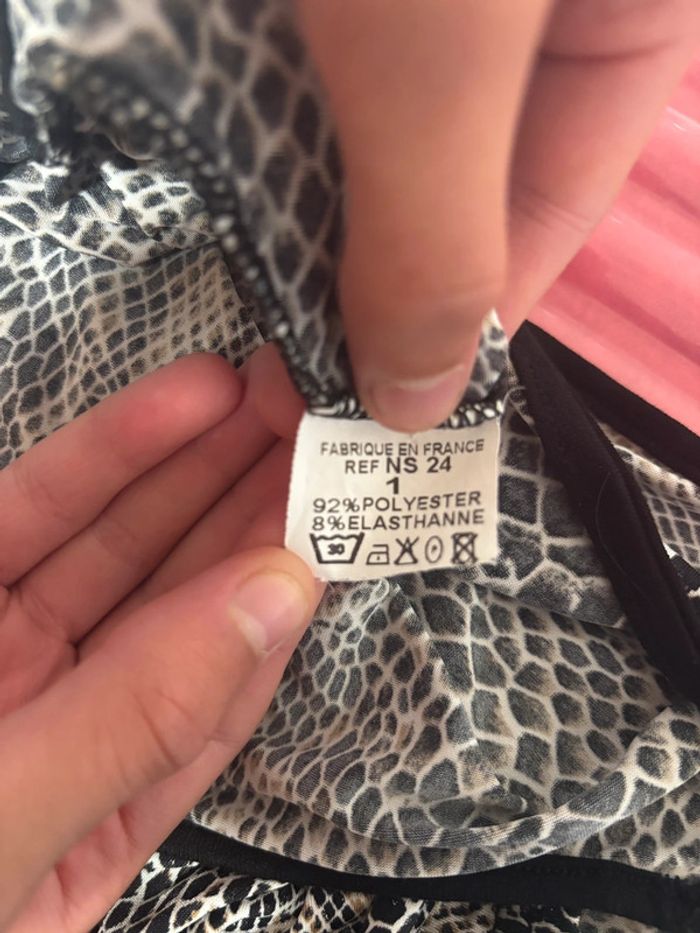 FABRIQUE EN FRANCE
REF NS 24
1
92%POLYESTER
8%ELASTHANNE
30